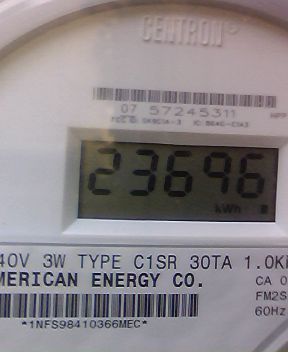 CENTRON®
07 57245311
23696
kWh
40V 3W TYPE C1SR 30TA 1.0K
MERICAN ENERGY CO.
CA 0
FM2S
60Hz
*1NFS98410366MEC*